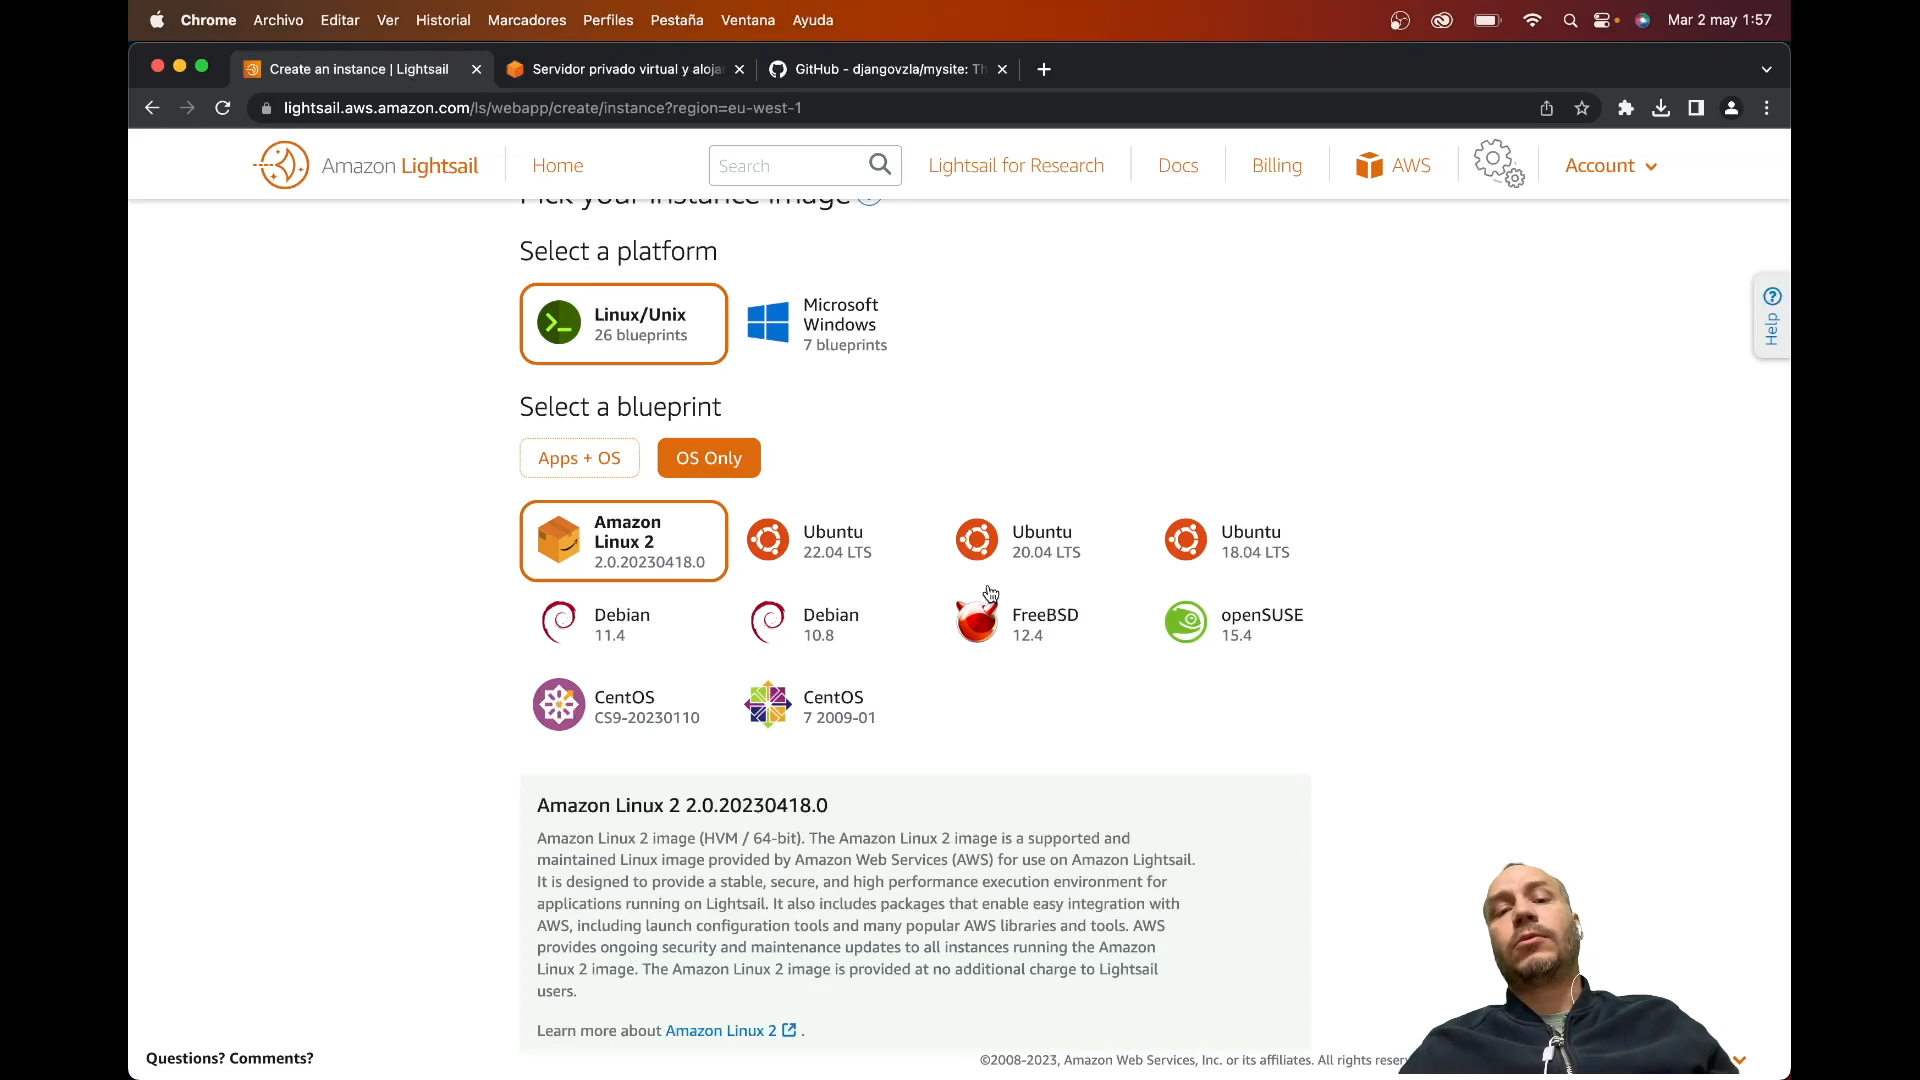 Chrome Archivo Editar Ver Historial Marcadores Perfiles Pestaña Ventana Ayuda Mar 2 may 1:57
Create an instance | Lightsail Servidor privado virtual y aloja GitHub - djangovzla/mysite: Th
lightsail.aws.amazon.com/ls/webapp/create/instance?region=eu-west-1
Amazon Lightsail Home Search Lightsail for Research Docs Billing AWS Account
Pick your instance image
Select a platform
Linux/Unix
26 blueprints
Microsoft
Windows
7 blueprints
Help
Select a blueprint
Apps + OS OS Only
Amazon
Linux 2
2.0.20230418.0
Ubuntu
22.04 LTS
Ubuntu
20.04 LTS
Ubuntu
18.04 LTS
Debian
11.4
Debian
10.8
FreeBSD
12.4
openSUSE
15.4
CentOS
CS9-20230110
CentOS
7 2009-01
Amazon Linux 2 2.0.20230418.0
Amazon Linux 2 image (HVM / 64-bit). The Amazon Linux 2 image is a supported and
maintained Linux image provided by Amazon Web Services (AWS) for use on Amazon Lightsail.
It is designed to provide a stable, secure, and high performance execution environment for
applications running on Lightsail. It also includes packages that enable easy integration with
AWS, including launch configuration tools and many popular AWS libraries and tools. AWS
provides ongoing security and maintenance updates to all instances running the Amazon
Linux 2 image. The Amazon Linux 2 image is provided at no additional charge to Lightsail
users.
Learn more about Amazon Linux 2 .
Questions? Comments? ©2008-2023, Amazon Web Services, Inc. or its affiliates. All rights reser